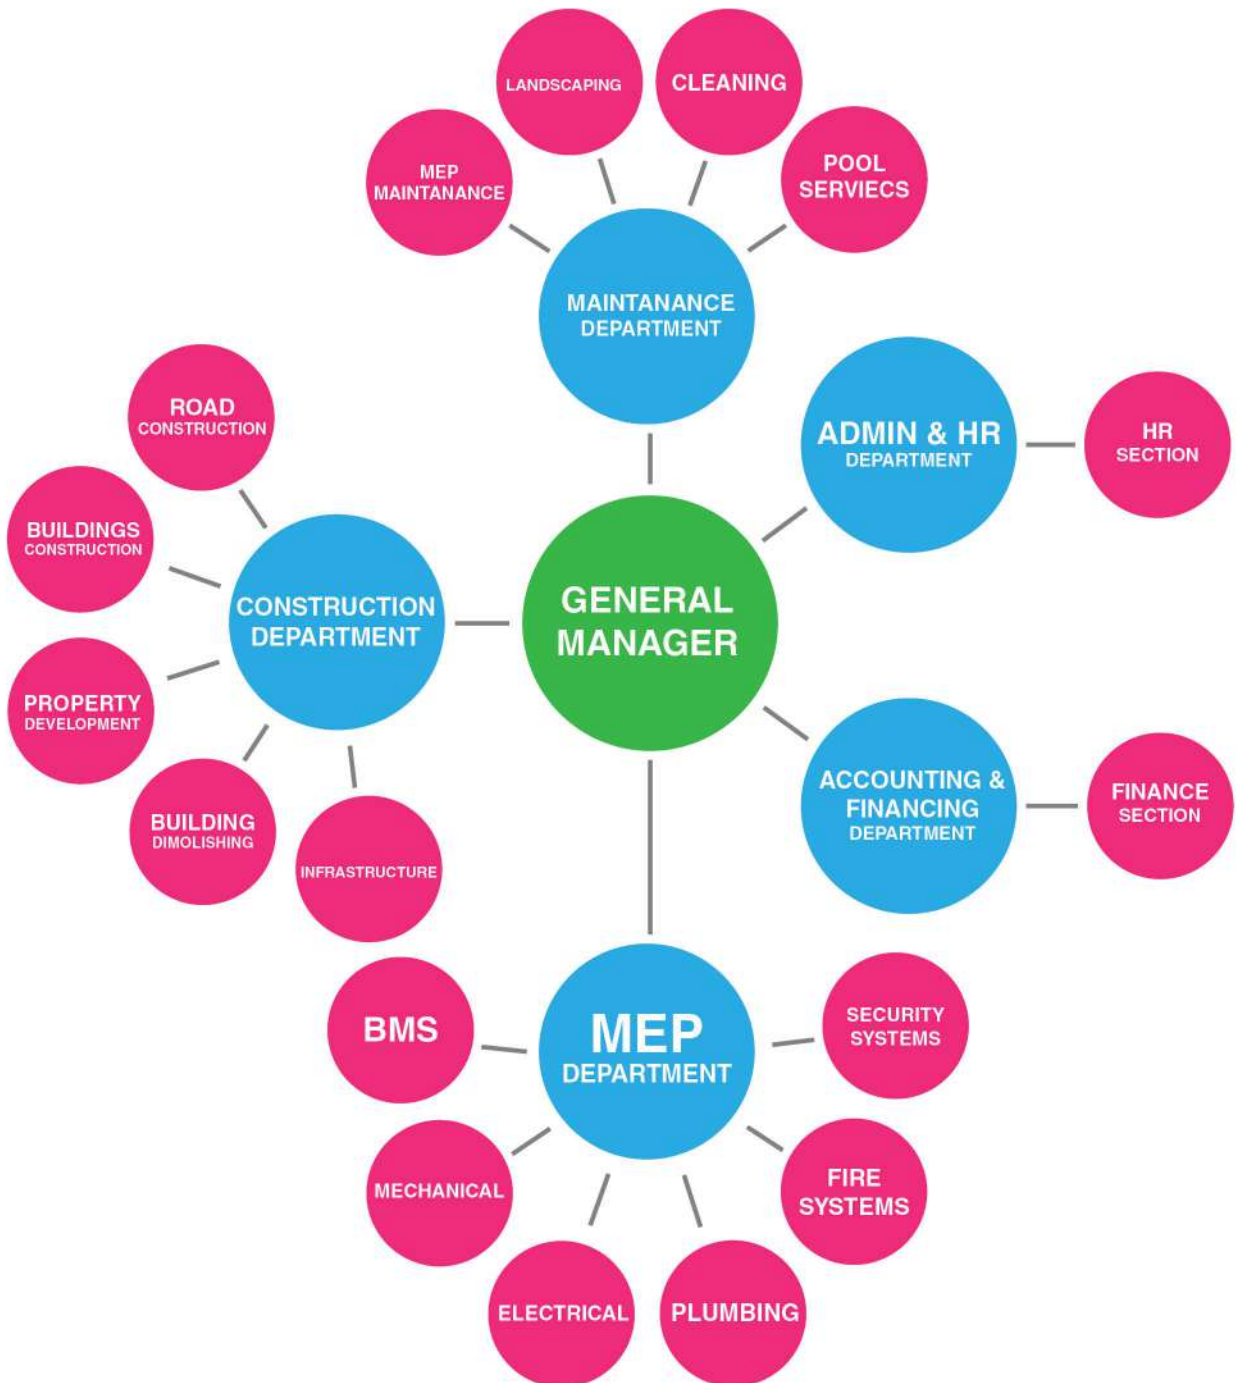 LANDSCAPING
CLEANING
MEP
MAINTANANCE
POOL
SERVIECS
MAINTANANCE
DEPARTMENT
ROAD
CONSTRUCTION
ADMIN & HR
DEPARTMENT
HR
SECTION
BUILDINGS
CONSTRUCTION
CONSTRUCTION
DEPARTMENT
GENERAL
MANAGER
PROPERTY
DEVELOPMENT
ACCOUNTING &
FINANCING
DEPARTMENT
FINANCE
SECTION
BUILDING
DIMOLISHING
INFRASTRUCTURE
BMS
MEP
DEPARTMENT
SECURITY
SYSTEMS
MECHANICAL
FIRE
SYSTEMS
ELECTRICAL
PLUMBING